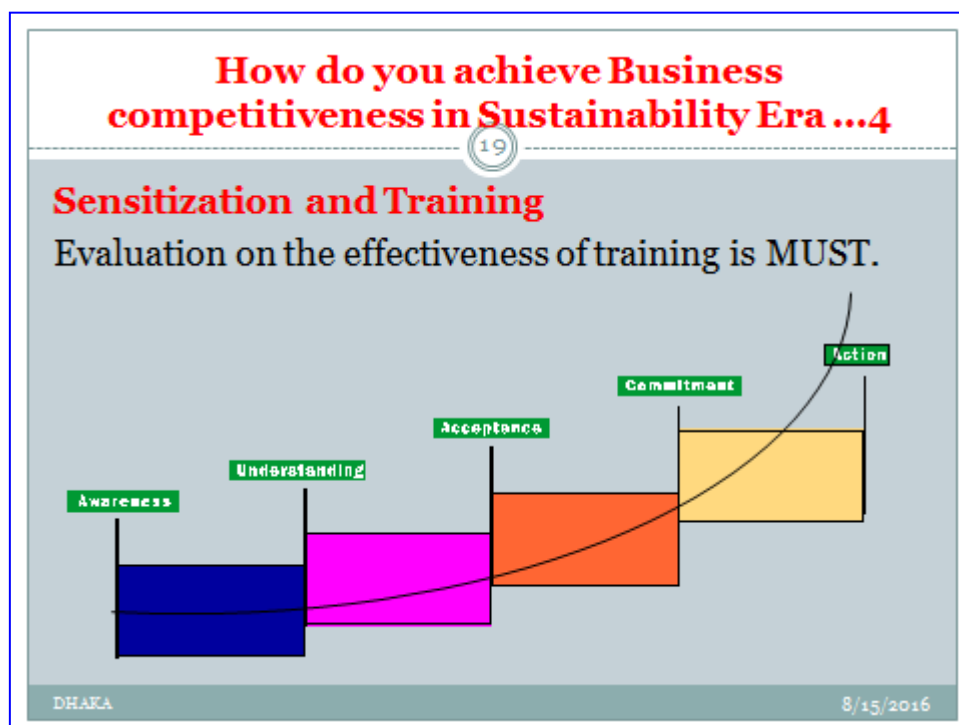 How do you achieve Business
competitiveness in Sustainability Era ...4
19
Sensitization and Training
Evaluation on the effectiveness of training is MUST.
Action
Commitment
Acceptance
Understanding
Awareness
DHAKA
8/15/2016